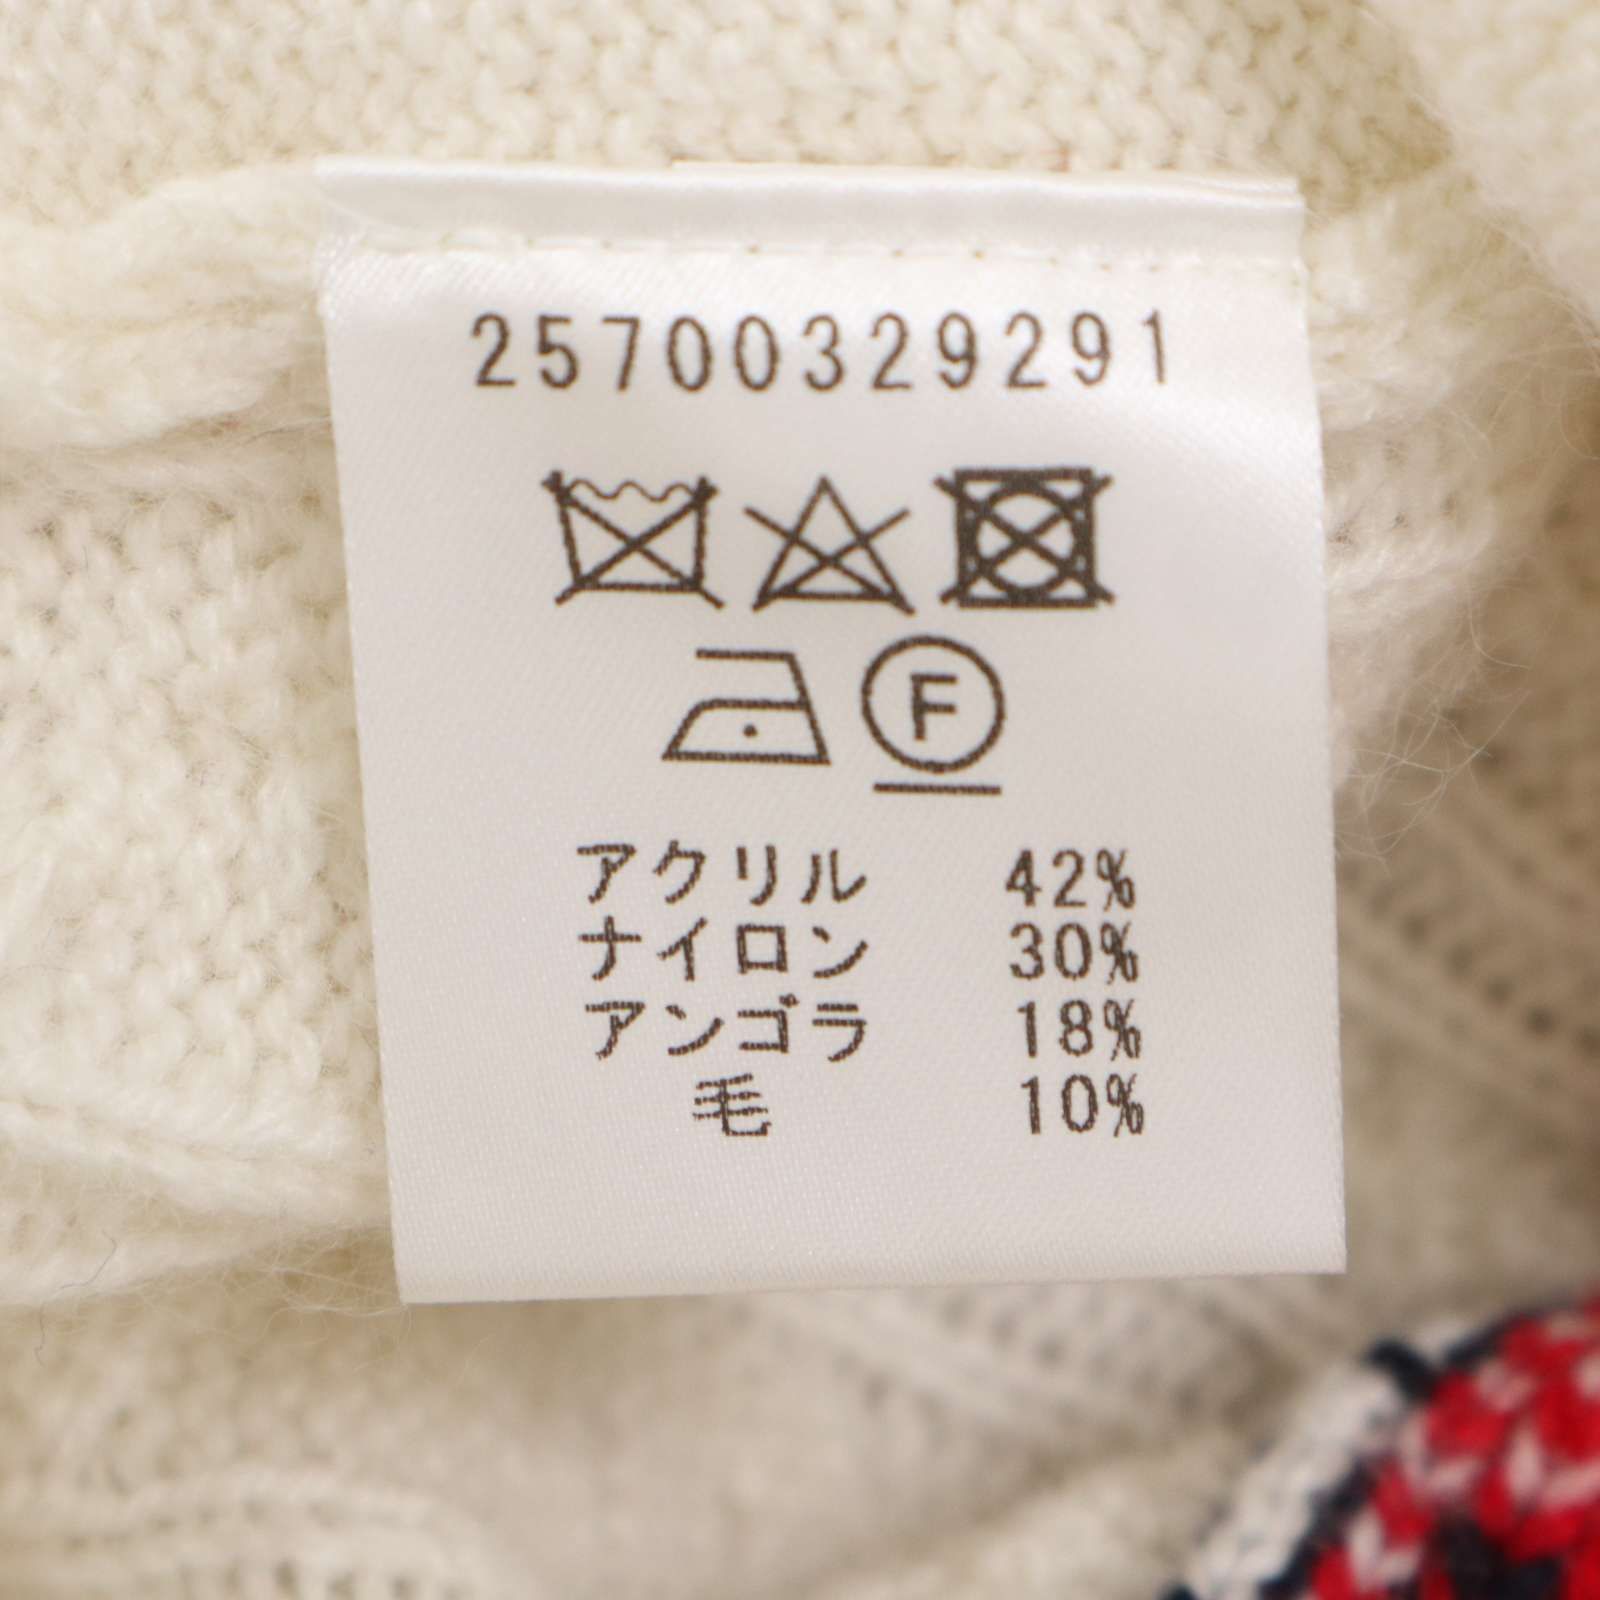 25700329291
F
アクリル 42%
ナイロン 30%
アンゴラ 18%
毛 10%